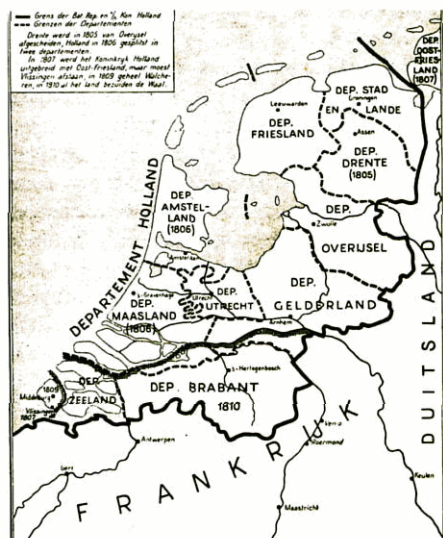 Grens der Bat. Rep. en v/h Kon. Holland
Grenzen der Departementen
Drente werd in 1805 van Overijsel
afgescheiden, Holland in 1806 gesplitst in
twee departementen.
In 1807 werd het Koninkryk Holland
uitgebreid met Oost-Friesland, maar moest
Vlissingen afstaan, in 1809 geheel Walche-
ren, in 1810 al het land bezuiden de Waal.
DEP.
OOST-
FRIES-
LAND
(1807)
DEP. STAD
EN LANDE
Groningen
Leeuwarden
DEP.
FRIESLAND
Assen
DEP.
DRENTE
(1805)
DEP.
AMSTEL-
LAND
(1806)
DEP.
OVERIJSEL
Zwolle
DEPARTEMENT HOLLAND
Amsterdam
DEP.
GELDERLAND
s-Gravenhage
Utrecht
DEP.
UTRECHT
DEP.
MAASLAND
(1806)
Arnhem
DUITSLAND
s-Hertogenbosch
DEP. BRABANT
1810
DEP.
ZEELAND
1809
Middelburg
Vlissingen
1807
Antwerpen
Venlo
Roermond
Gent
FRANKRIJK
Keulen
Maastricht